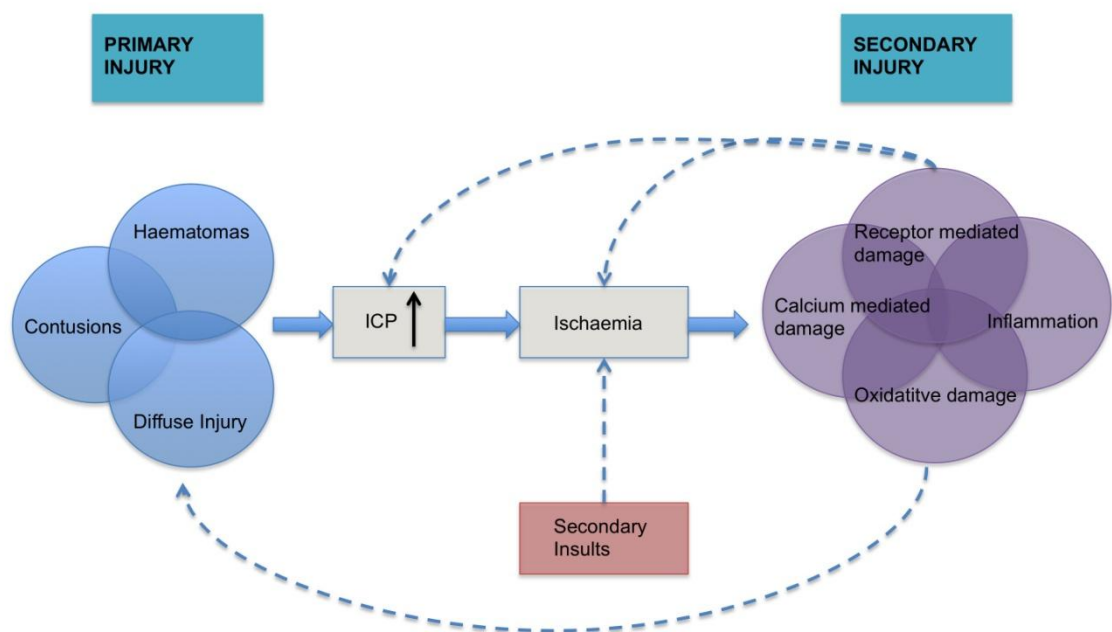 PRIMARY
INJURY
SECONDARY
INJURY
Haematomas
Contusions
Diffuse Injury
ICP
Ischaemia
Secondary
Insults
Receptor mediated
damage
Calcium mediated
damage
Inflammation
Oxidatitve damage